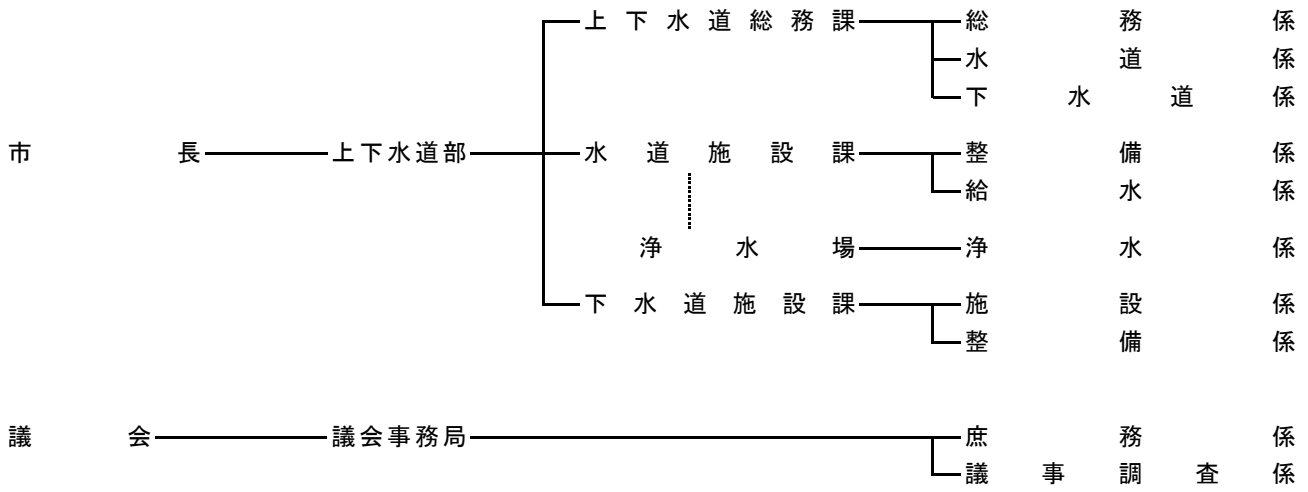 上下水道総務課 総務係
水道係
下水道係
市長 上下水道部 水道施設課 整備係
給水係
浄水場 浄水係
下水道施設課 施設係
整備係
議会 議会事務局 庶務係
議事調査係